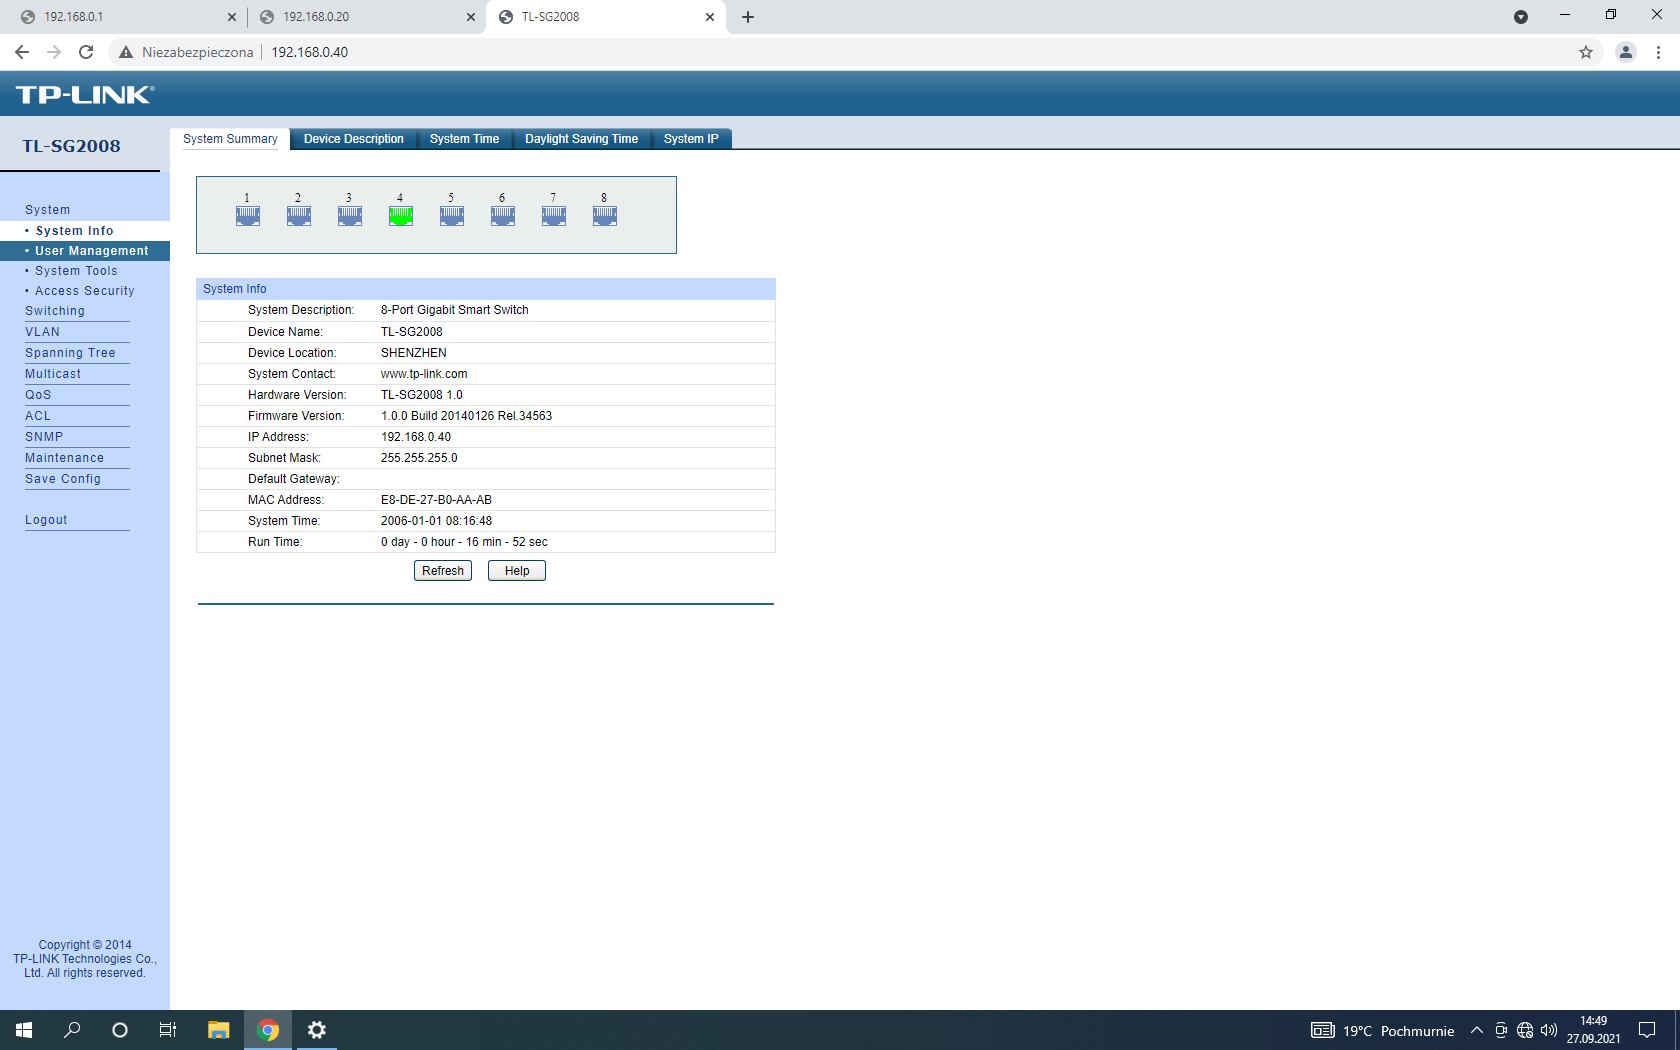 192.168.0.1
192.168.0.20
TL-SG2008
Niezabezpieczona
192.168.0.40
TP-LINK®
TL-SG2008
System Summary
Device Description
System Time
Daylight Saving Time
System IP
System
• System Info
• User Management
• System Tools
• Access Security
Switching
VLAN
Spanning Tree
Multicast
QoS
ACL
SNMP
Maintenance
Save Config
Logout
Copyright © 2014
TP-LINK Technologies Co.,
Ltd. All rights reserved.
1 2 3 4 5 6 7 8
System Info
System Description: 8-Port Gigabit Smart Switch
Device Name: TL-SG2008
Device Location: SHENZHEN
System Contact: www.tp-link.com
Hardware Version: TL-SG2008 1.0
Firmware Version: 1.0.0 Build 20140126 Rel.34563
IP Address: 192.168.0.40
Subnet Mask: 255.255.255.0
Default Gateway:
MAC Address: E8-DE-27-B0-AA-AB
System Time: 2006-01-01 08:16:48
Run Time: 0 day - 0 hour - 16 min - 52 sec
Refresh
Help
19°C Pochmurnie
14:49
27.09.2021